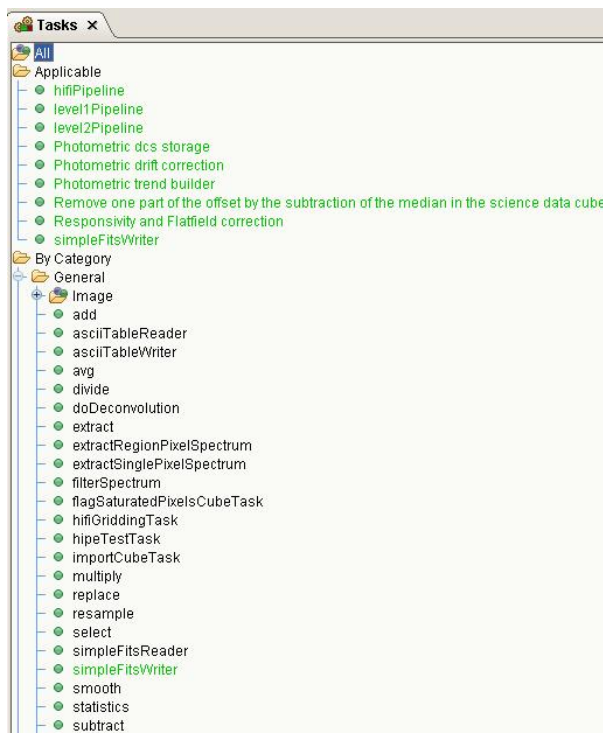 Tasks
All
Applicable
hifiPipeline
level1Pipeline
level2Pipeline
Photometric dcs storage
Photometric drift correction
Photometric trend builder
Remove one part of the offset by the subtraction of the median in the science data cube
Responsivity and Flatfield correction
simpleFitsWriter
By Category
General
Image
add
asciiTableReader
asciiTableWriter
avg
divide
doDeconvolution
extract
extractRegionPixelSpectrum
extractSinglePixelSpectrum
filterSpectrum
flagSaturatedPixelsCubeTask
hifiGriddingTask
hipeTestTask
importCubeTask
multiply
replace
resample
select
simpleFitsReader
simpleFitsWriter
smooth
statistics
subtract